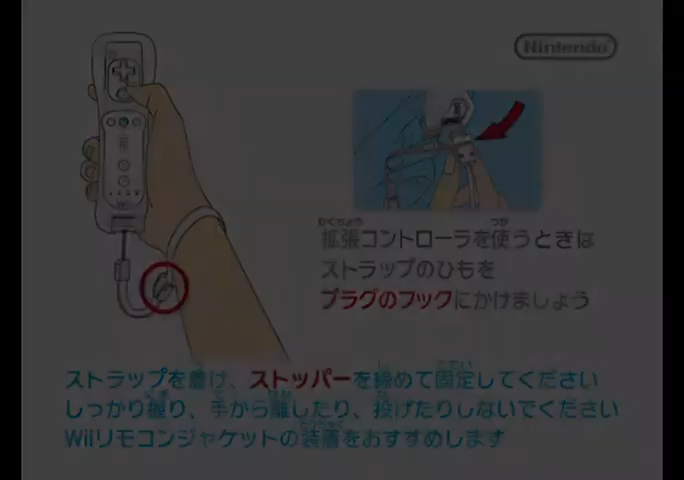 Nintendo
拡張コントローラを使うときは
ストラップのひもを
プラグのフックにかけましょう
ストラップを着け、ストッパーを締めて固定してください
しっかり握り、手から離したり、投げたりしないでください
Wiiリモコンジャケットの装着をおすすめします